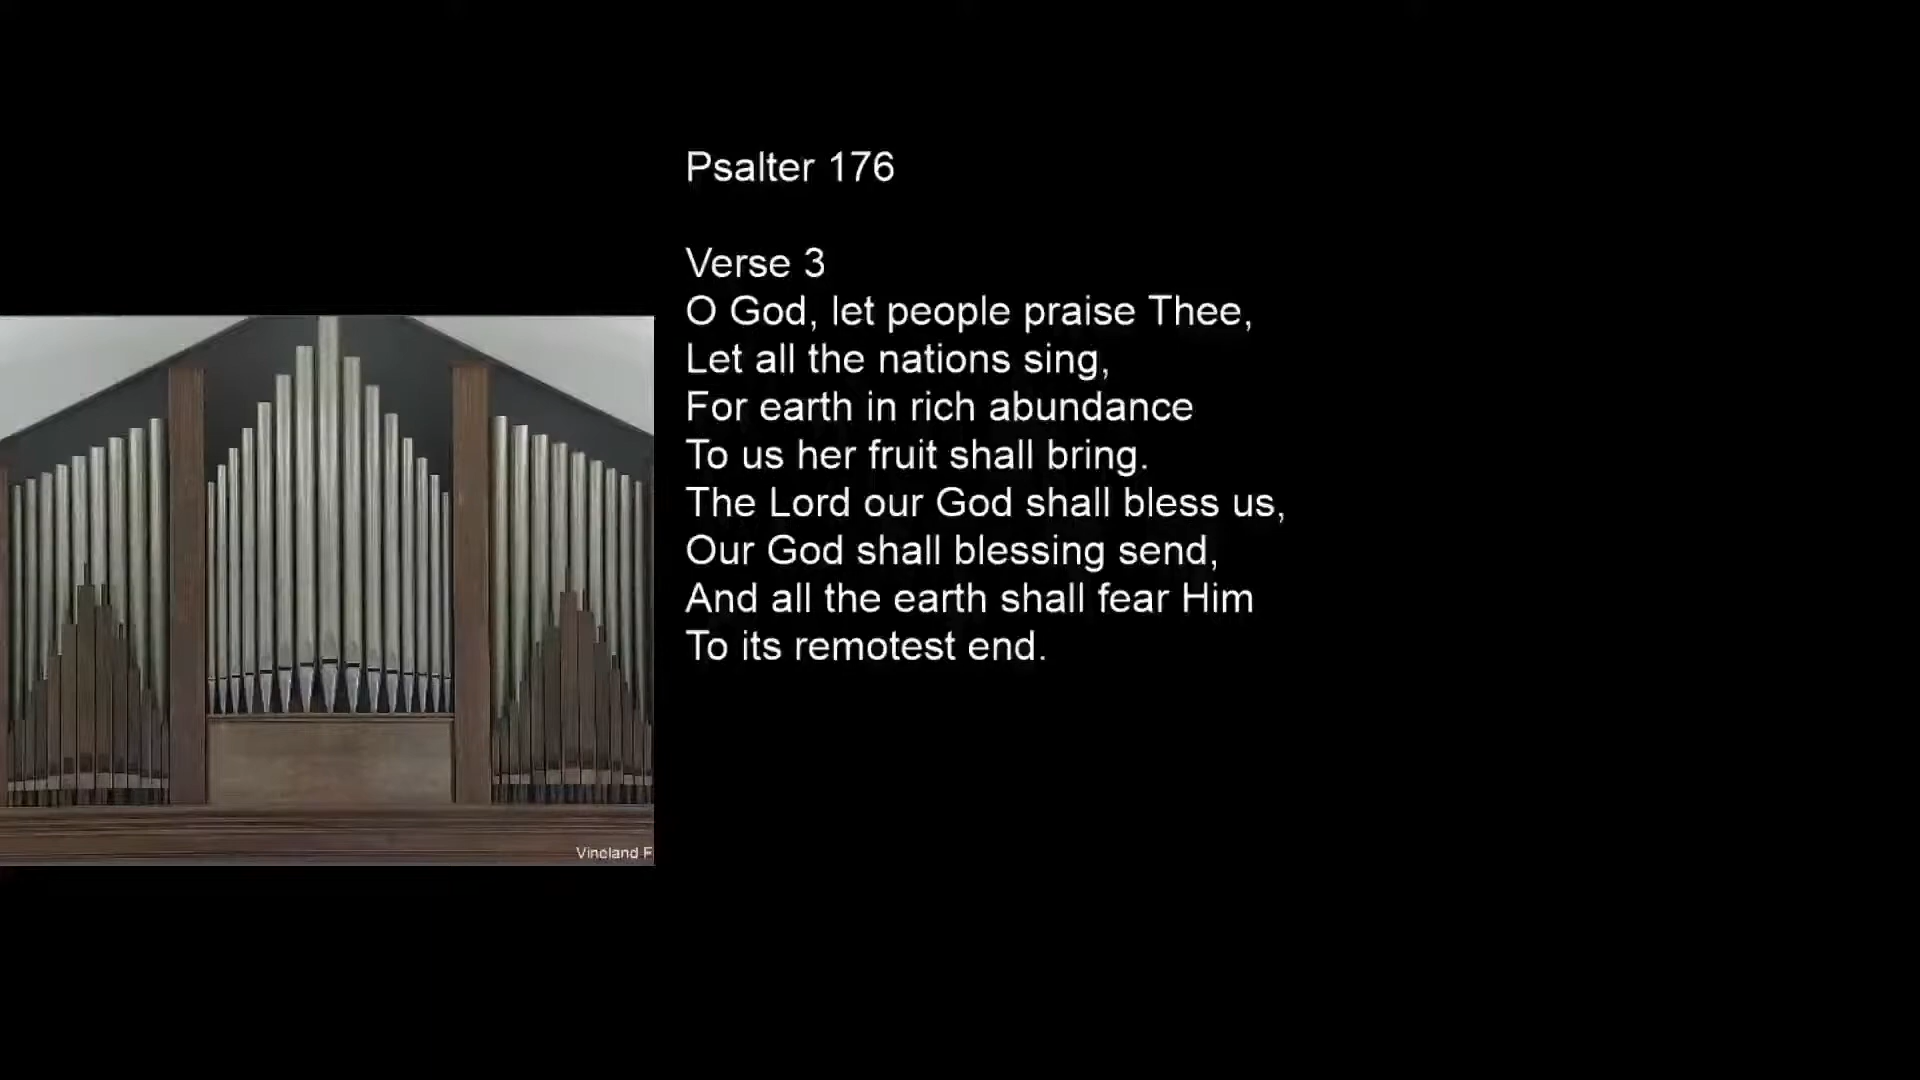 Psalter 176
Verse 3
O God, let people praise Thee,
Let all the nations sing,
For earth in rich abundance
To us her fruit shall bring.
The Lord our God shall bless us,
Our God shall blessing send,
And all the earth shall fear Him
To its remotest end.
Vineland F